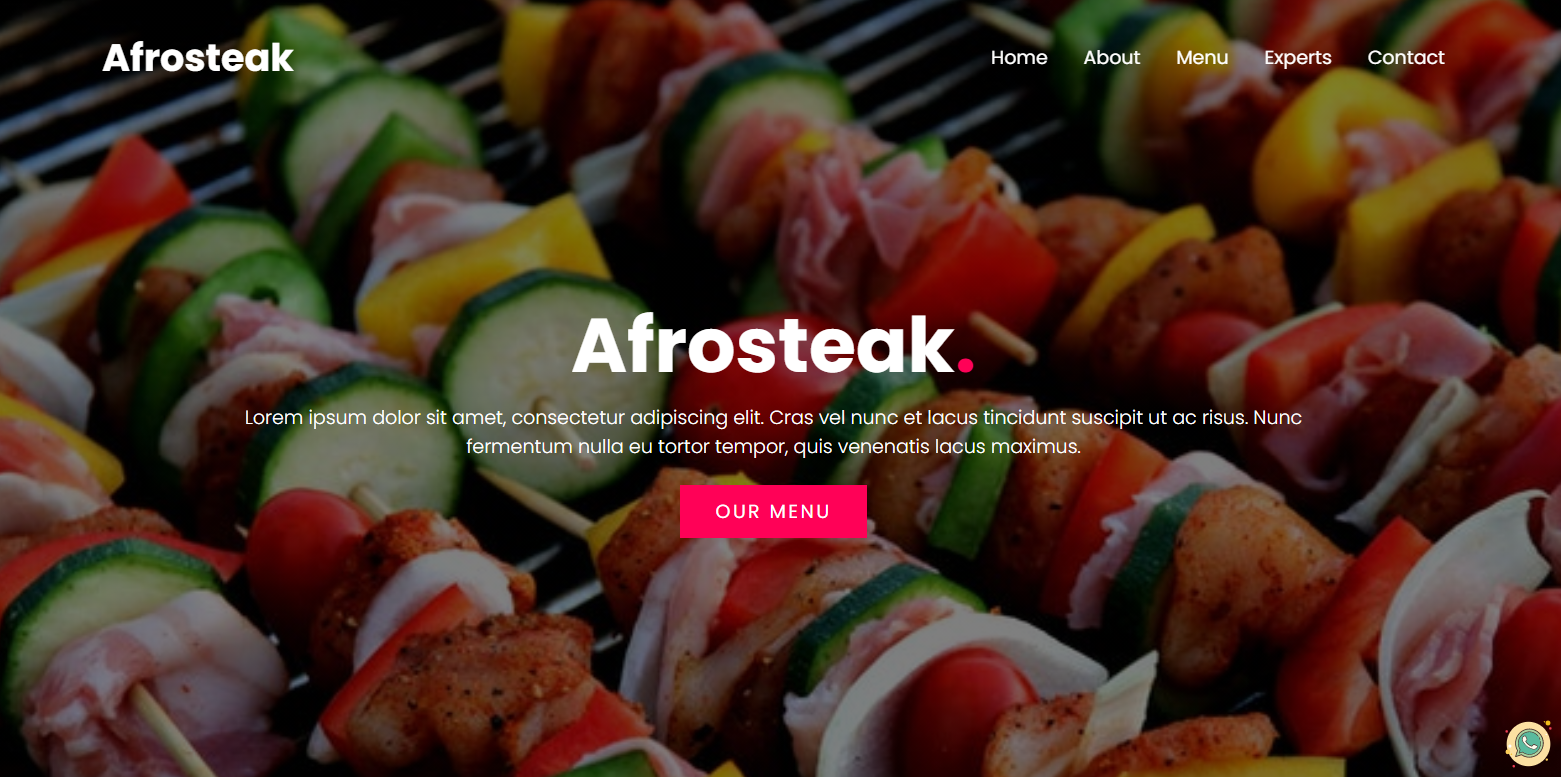 Afrosteak
Home About Menu Experts Contact
Afrosteak.
Lorem ipsum dolor sit amet, consectetur adipiscing elit. Cras vel nunc et lacus tincidunt suscipit ut ac risus. Nunc
fermentum nulla eu tortor tempor, quis venenatis lacus maximus.
OUR MENU